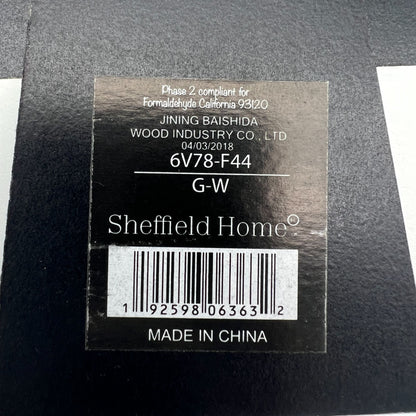 Phase 2 compliant for
Formaldehyde California 93120
JINING BAISHIDA
WOOD INDUSTRY CO., LTD
04/03/2018
6V78-F44
G-W
Sheffield Home©
1 92598 06363 2
MADE IN CHINA